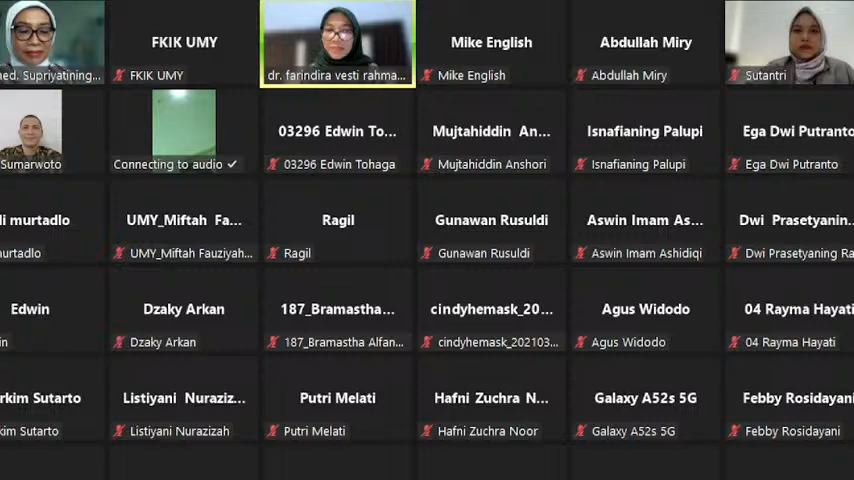 FKIK UMY
Mike English
Abdullah Miry
aed. Supriyatining...
FKIK UMY
dr. farindira vesti rahma...
Mike English
Abdullah Miry
Sutantri
03296 Edwin To...
Mujtahiddin An...
Isnafianing Palupi
Ega Dwi Putranto
Sumarwoto
Connecting to audio
03296 Edwin Tohaga
Mujtahiddin Anshori
Isnafianing Palupi
Ega Dwi Putranto
li murtadlo
UMY_Miftah Fa...
Ragil
Gunawan Rusuldi
Aswin Imam As...
Dwi Prasetyanin...
murtadlo
UMY_Miftah Fauziyah...
Ragil
Gunawan Rusuldi
Aswin Imam Ashidiqi
Dwi Prasetyaning Ra
Edwin
Dzaky Arkan
187_Bramastha...
cindyhemask_20...
Agus Widodo
04 Rayma Hayati
in
Dzaky Arkan
187_Bramastha Alfan...
cindyhemask_202103...
Agus Widodo
04 Rayma Hayati
rkim Sutarto
Listiyani Nuraziz...
Putri Melati
Hafni Zuchra N...
Galaxy A52s 5G
Febby Rosidayani
kim Sutarto
Listiyani Nurazizah
Putri Melati
Hafni Zuchra Noor
Galaxy A52s 5G
Febby Rosidayani